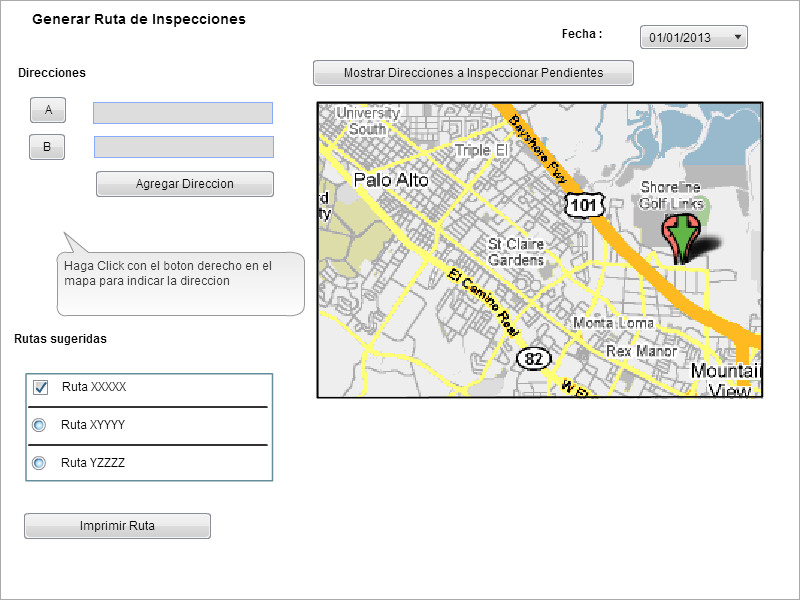 Generar Ruta de Inspecciones
Fecha :
01/01/2013
Direcciones
Mostrar Direcciones a Inspeccionar Pendientes
A
B
Agregar Direccion
Haga Click con el boton derecho en el
mapa para indicar la direccion
Rutas sugeridas
Ruta XXXXX
Ruta XYYYY
Ruta YZZZZ
Imprimir Ruta
University
South
Bayshore Fwy
Triple El
Palo Alto
Shoreline
Golf Links
101
rd
ty
St Claire
Gardens
El Camino Real
Monta Loma
Rex Manor
82
Mountain
View
W El